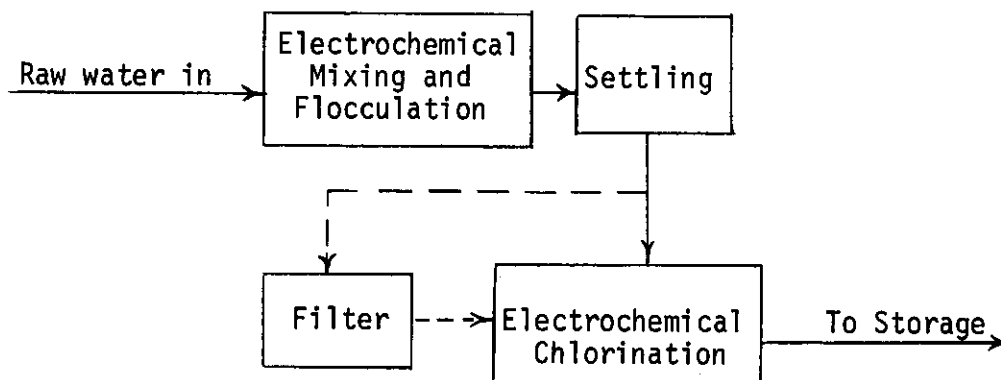 Electrochemical
Mixing and
Flocculation
Raw water in
Settling
Filter
Electrochemical
Chlorination
To Storage